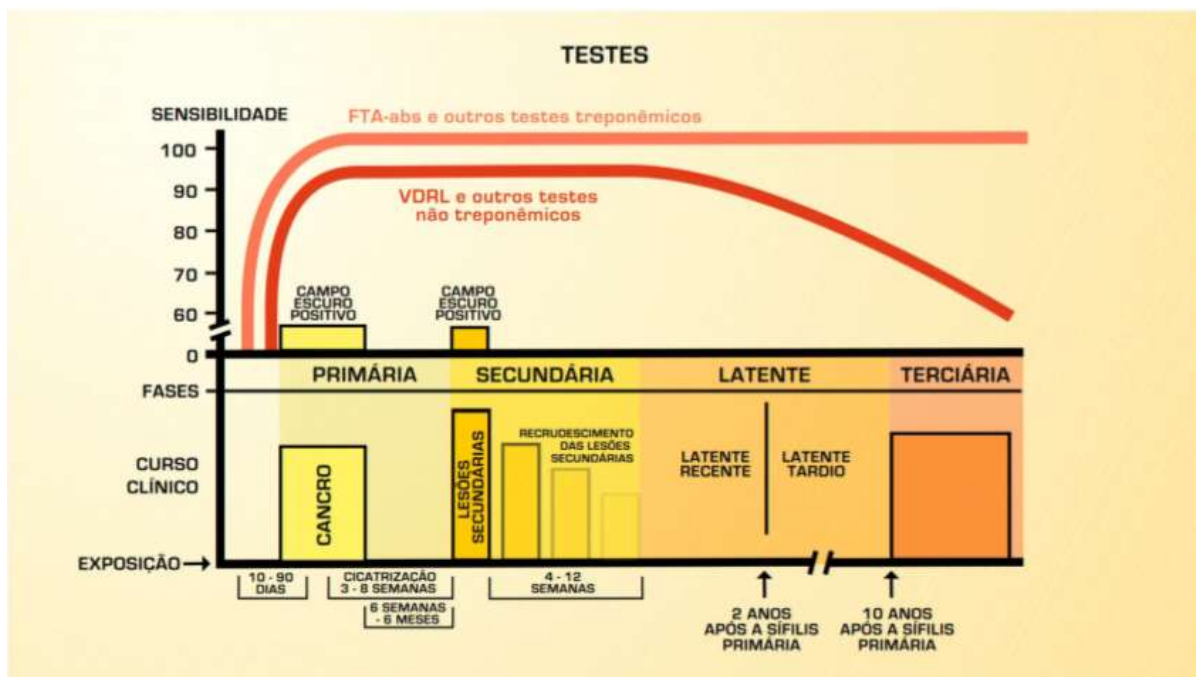 TESTES
SENSIBILIDADE
FTA-abs e outros testes treponêmicos
100
90
80
70
60
0
VDRL e outros testes
não treponêmicos
CAMPO
ESCURO
POSITIVO
CAMPO
ESCURO
POSITIVO
FASES
PRIMÁRIA
SECUNDÁRIA
LATENTE
TERCIÁRIA
CURSO
CLÍNICO
CANCRO
LESÕES
SECUNDÁRIAS
RECRUDESCIMENTO
DAS LESÕES
SECUNDÁRIAS
LATENTE
RECENTE
LATENTE
TARDIO
EXPOSIÇÃO
10 - 90
DIAS
CICATRIZAÇÃO
3 - 8 SEMANAS
6 SEMANAS
- 6 MESES
4 - 12
SEMANAS
2 ANOS
APÓS A SÍFILIS
PRIMÁRIA
10 ANOS
APÓS A SÍFILIS
PRIMÁRIA